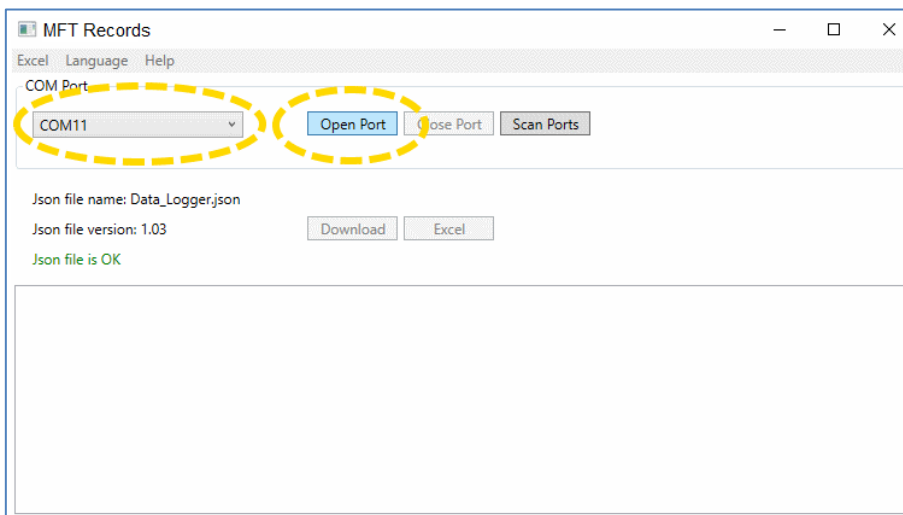 MFT Records
Excel Language Help
COM Port
COM11 Open Port Close Port Scan Ports
Json file name: Data_Logger.json
Json file version: 1.03 Download Excel
Json file is OK